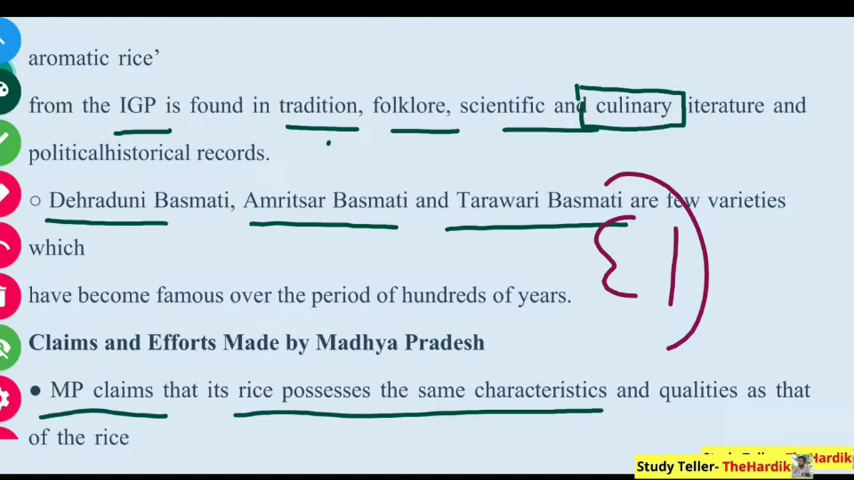 aromatic rice’
from the IGP is found in tradition, folklore, scientific and culinary literature and
politicalhistorical records.
○ Dehraduni Basmati, Amritsar Basmati and Tarawari Basmati are few varieties
which
have become famous over the period of hundreds of years.
Claims and Efforts Made by Madhya Pradesh
● MP claims that its rice possesses the same characteristics and qualities as that
of the rice
Study Teller- TheHardik